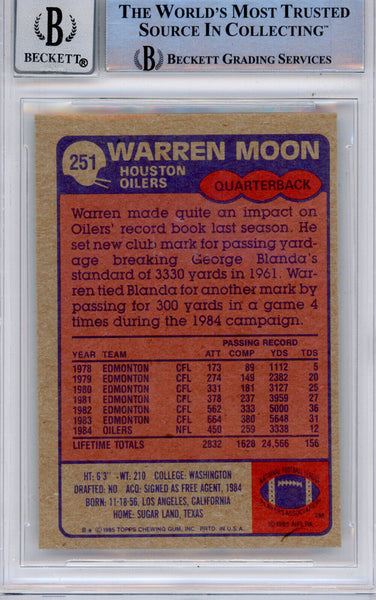 B
BECKETT®
THE WORLD'S MOST TRUSTED
SOURCE IN COLLECTING™
B BECKETT GRADING SERVICES
251 WARREN MOON
HOUSTON
OILERS
QUARTERBACK
Warren made quite an impact on
Oilers' record book last season. He
set new club mark for passing yard-
age breaking George Blanda's
standard of 3330 yards in 1961. War-
ren tied Blanda for another mark by
passing for 300 yards in a game 4
times during the 1984 campaign.
PASSING RECORD
YEAR TEAM ATT COMP YDS TDS
1978 EDMONTON CFL 173 89 1112 5
1979 EDMONTON CFL 274 149 2382 20
1980 EDMONTON CFL 331 181 3127 25
1981 EDMONTON CFL 378 237 3959 27
1982 EDMONTON CFL 562 333 5000 36
1983 EDMONTON CFL 664 380 5648 31
1984 OILERS NFL 450 259 3338 12
LIFETIME TOTALS 2832 1628 24,566 156
HT: 6'3" WT: 210 COLLEGE: WASHINGTON
DRAFTED: NO ACQ: SIGNED AS FREE AGENT, 1984
BORN: 11-18-56, LOS ANGELES, CALIFORNIA
HOME: SUGAR LAND, TEXAS
© 1985 TOPPS CHEWING GUM, INC. PRTD. IN U.S.A.
NATIONAL FOOTBALL LEAGUE
PLAYERS ASSOCIATION
TM
© 1985 NFLPA